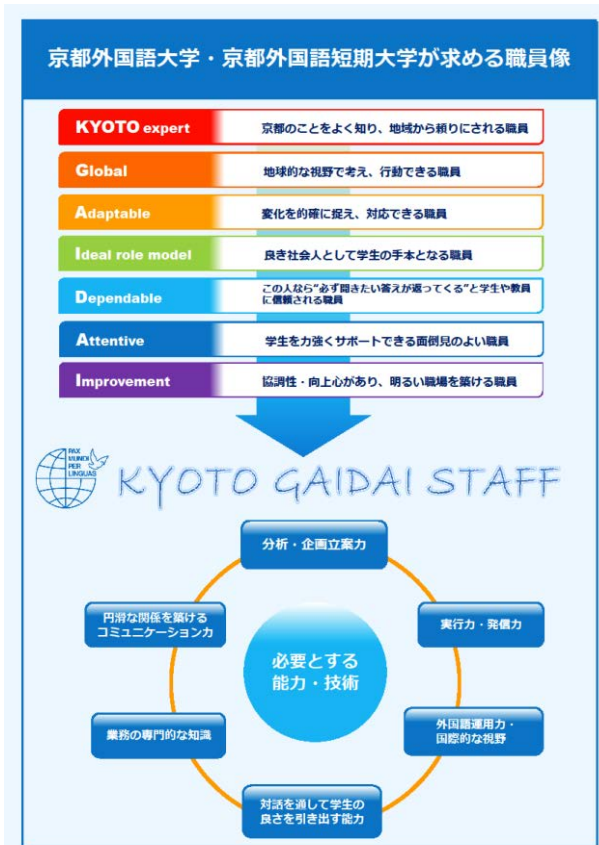 京都外国語大学・京都外国語短期大学が求める職員像
KYOTO expert 京都のことをよく知り、地域から頼りにされる職員
Global 地球的な視野で考え、行動できる職員
Adaptable 変化を的確に捉え、対応できる職員
Ideal role model 良き社会人として学生の手本となる職員
Dependable この人なら"必ず聞きたい答えが返ってくる"と学生や教員
に信頼される職員
Attentive 学生を力強くサポートできる面倒見のよい職員
Improvement 協調性・向上心があり、明るい職場を築ける職員
PAX
MUNDI
PER
LINGUAS
KYOTO GAIDAI STAFF
分析・企画立案力
円滑な関係を築ける
コミュニケーション力
実行力・発信力
必要とする
能力・技術
業務の専門的な知識
外国語運用力・
国際的な視野
対話を通して学生の
良さを引き出す能力